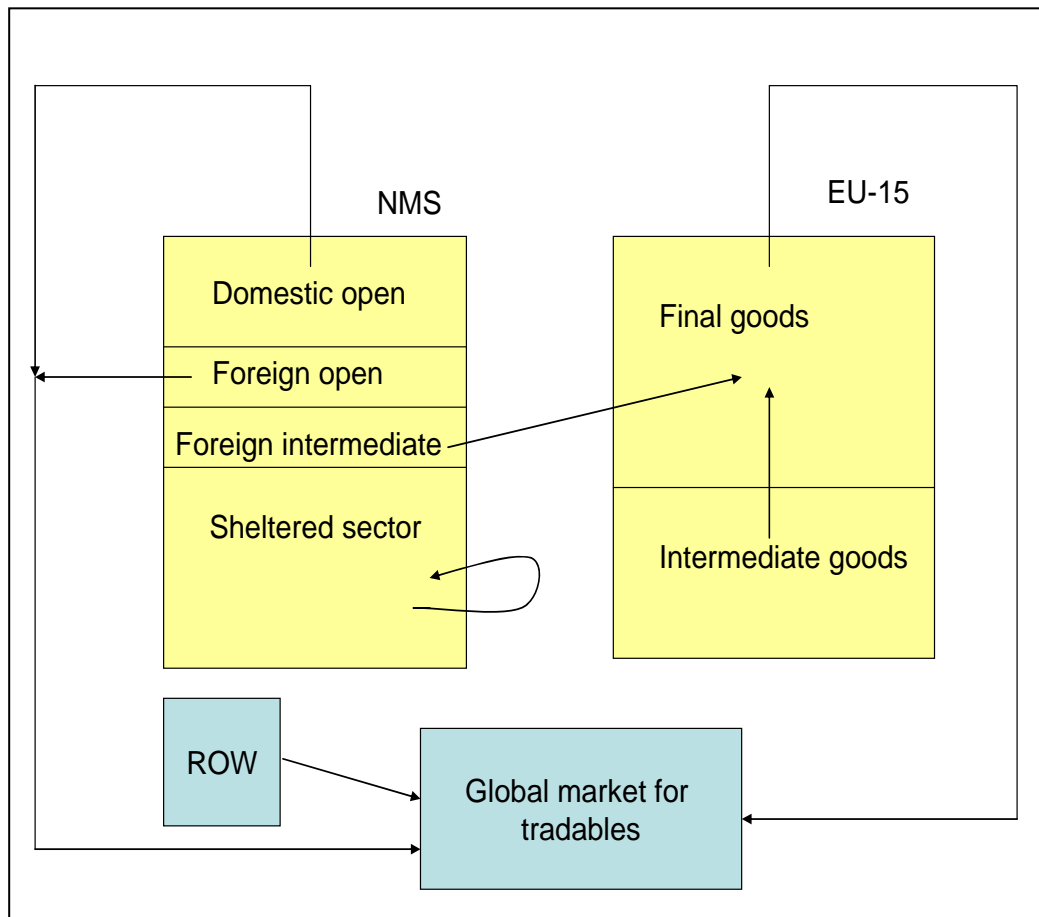 NMS
EU-15
Domestic open
Final goods
Foreign open
Foreign intermediate
Sheltered sector
Intermediate goods
ROW
Global market for
tradables